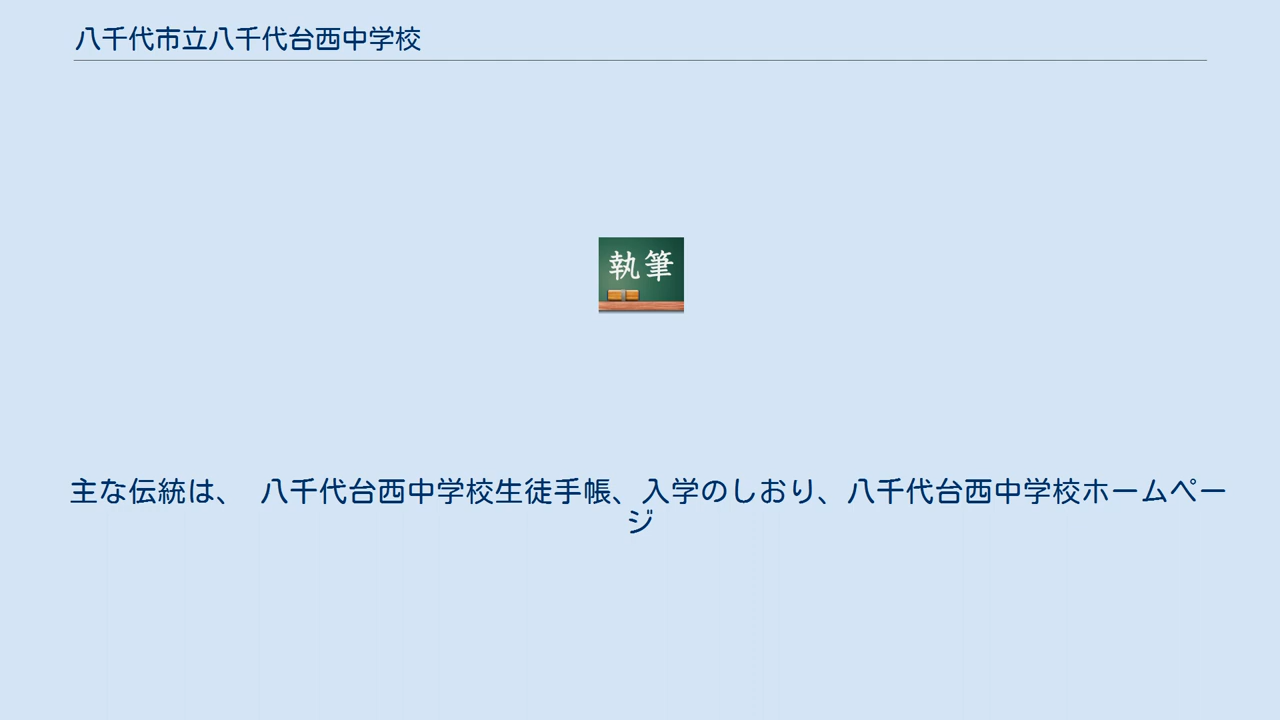 八千代市立八千代台西中学校
執筆
主な伝統は、 八千代台西中学校生徒手帳、入学のしおり、八千代台西中学校ホームペー
ジ